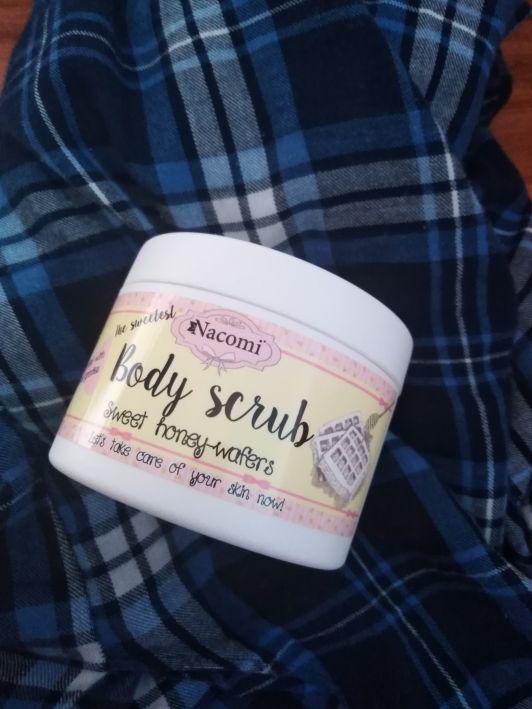 The sweetest
Nacomi
Body scrub
Sweet honey-wafers
Let's take care of your skin now!